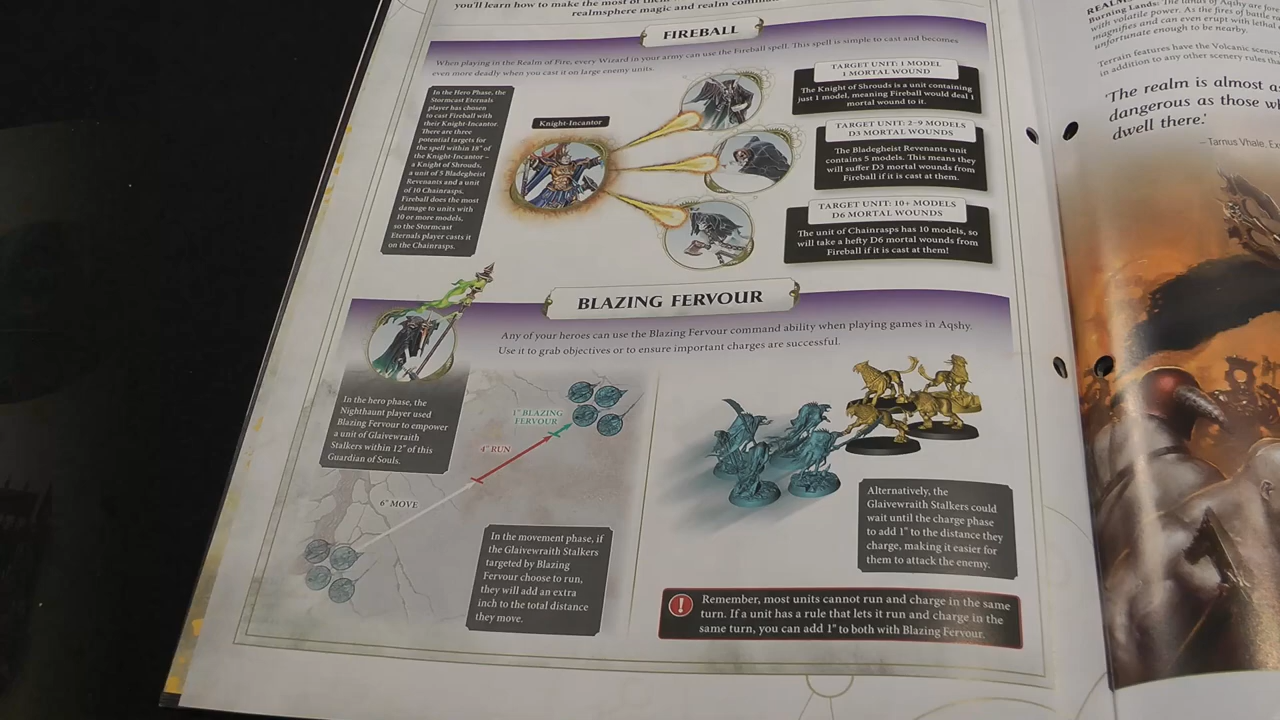 you'll learn how to make the most of
realmsphere magic and realm
FIREBALL
When playing in the Realm of Fire, every Wizard in your army can use the Fireball spell. This spell is simple to cast and becomes
even more deadly when you cast it on large enemy units.
In the Hero Phase, the
Stormcast Eternals
player has chosen
to cast Fireball with
their Knight-Incantor.
There are three
potential targets for
the spell within 18" of
the Knight-Incantor –
a Knight of Shrouds,
a unit of 5 Bladegheist
Revenants and a unit
of 10 Chainrasps.
Fireball does the most
damage to units with
10 or more models,
so the Stormcast
Eternals player casts it
on the Chainrasps.
Knight-Incantor
TARGET UNIT: 1 MODEL
1 MORTAL WOUND
The Knight of Shrouds is a unit containing
just 1 model, meaning Fireball would deal 1
mortal wound to it.
TARGET UNIT: 2–9 MODELS
D3 MORTAL WOUNDS
The Bladegheist Revenants unit
contains 5 models. This means they
will suffer D3 mortal wounds from
Fireball if it is cast at them.
TARGET UNIT: 10+ MODELS
D6 MORTAL WOUNDS
The unit of Chainrasps has 10 models, so
will take a hefty D6 mortal wounds from
Fireball if it is cast at them!
BLAZING FERVOUR
Any of your heroes can use the Blazing Fervour command ability when playing games in Aqshy.
Use it to grab objectives or to ensure important charges are successful.
In the hero phase, the
Nighthaunt player used
Blazing Fervour to empower
a unit of Glaivewraith
Stalkers within 12" of this
Guardian of Souls.
1" BLAZING
FERVOUR
4" RUN
6" MOVE
In the movement phase, if
the Glaivewraith Stalkers
targeted by Blazing
Fervour choose to run,
they will add an extra
inch to the total distance
they move.
Alternatively, the
Glaivewraith Stalkers could
wait until the charge phase
to add 1" to the distance they
charge, making it easier for
them to attack the enemy.
! Remember, most units cannot run and charge in the same
turn. If a unit has a rule that lets it run and charge in the
same turn, you can add 1" to both with Blazing Fervour.
Burning Lands: The lands of Aqshy are
with volatile power. As the fires of battle
magnifies and can even erupt with lethal
unfortunate enough to be nearby.
Terrain features have the Volcanic
in addition to any other scenery rules
'The realm is almost
dangerous as those
dwell there.'
– Tarnus Vhale,